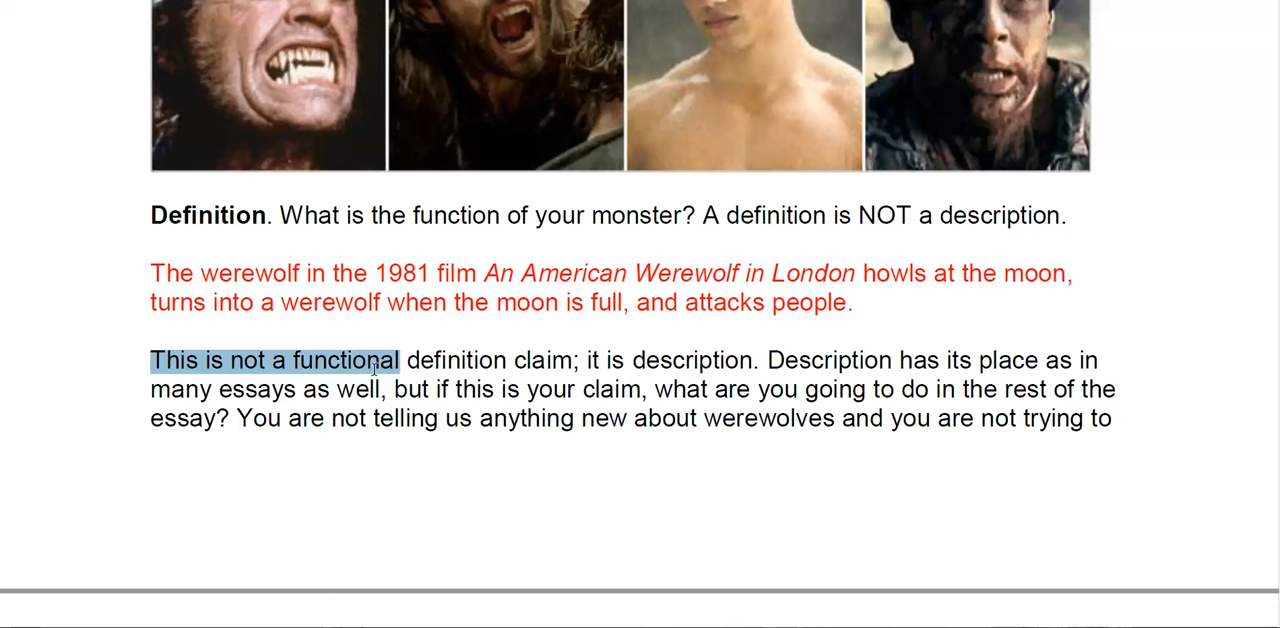 Definition. What is the function of your monster? A definition is NOT a description.
The werewolf in the 1981 film An American Werewolf in London howls at the moon,
turns into a werewolf when the moon is full, and attacks people.
This is not a functional definition claim; it is description. Description has its place as in
many essays as well, but if this is your claim, what are you going to do in the rest of the
essay? You are not telling us anything new about werewolves and you are not trying to